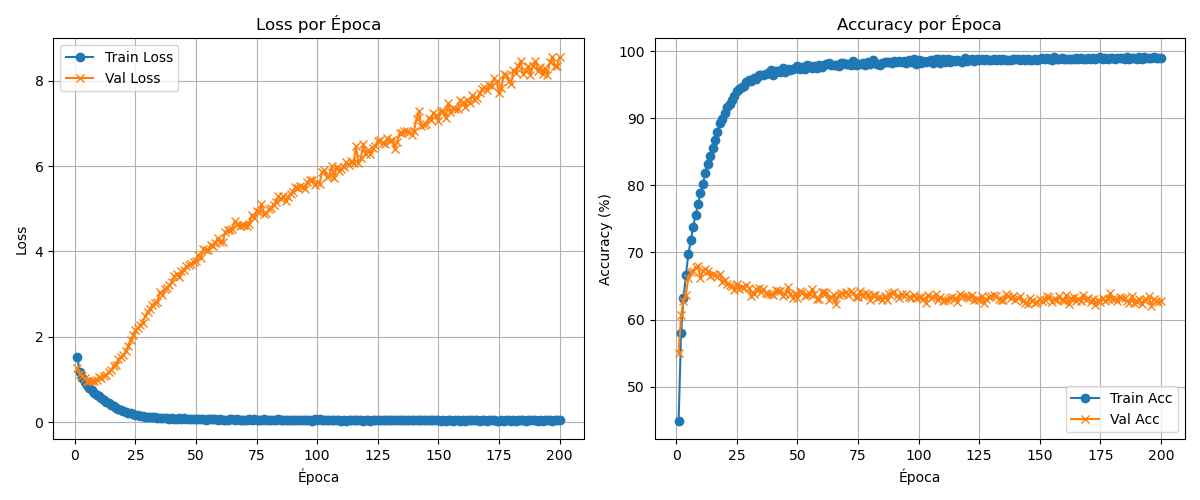 Loss por Época
Train Loss
Val Loss
8
6
4
2
0
Loss
0 25 50 75 100 125 150 175 200
Época
Accuracy por Época
100
90
80
70
60
50
Accuracy (%)
Train Acc
Val Acc
0 25 50 75 100 125 150 175 200
Época